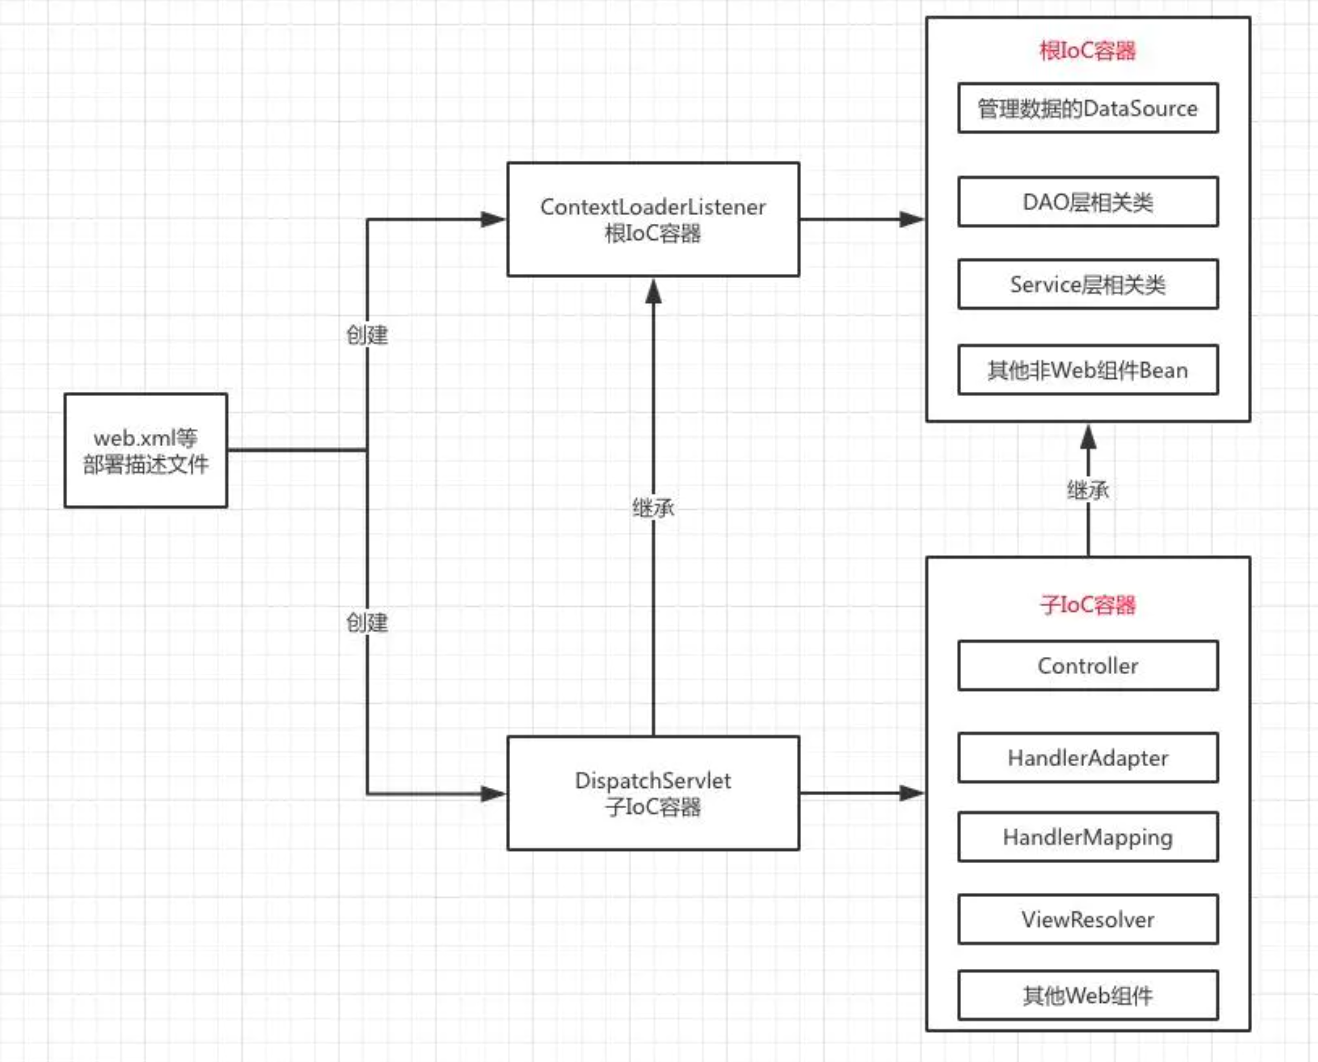 根IoC容器
管理数据的DataSource
DAO层相关类
Service层相关类
其他非Web组件Bean
ContextLoaderListener
根IoC容器
创建
web.xml等
部署描述文件
继承
继承
创建
子IoC容器
Controller
HandlerAdapter
HandlerMapping
ViewResolver
其他Web组件
DispatchServlet
子IoC容器